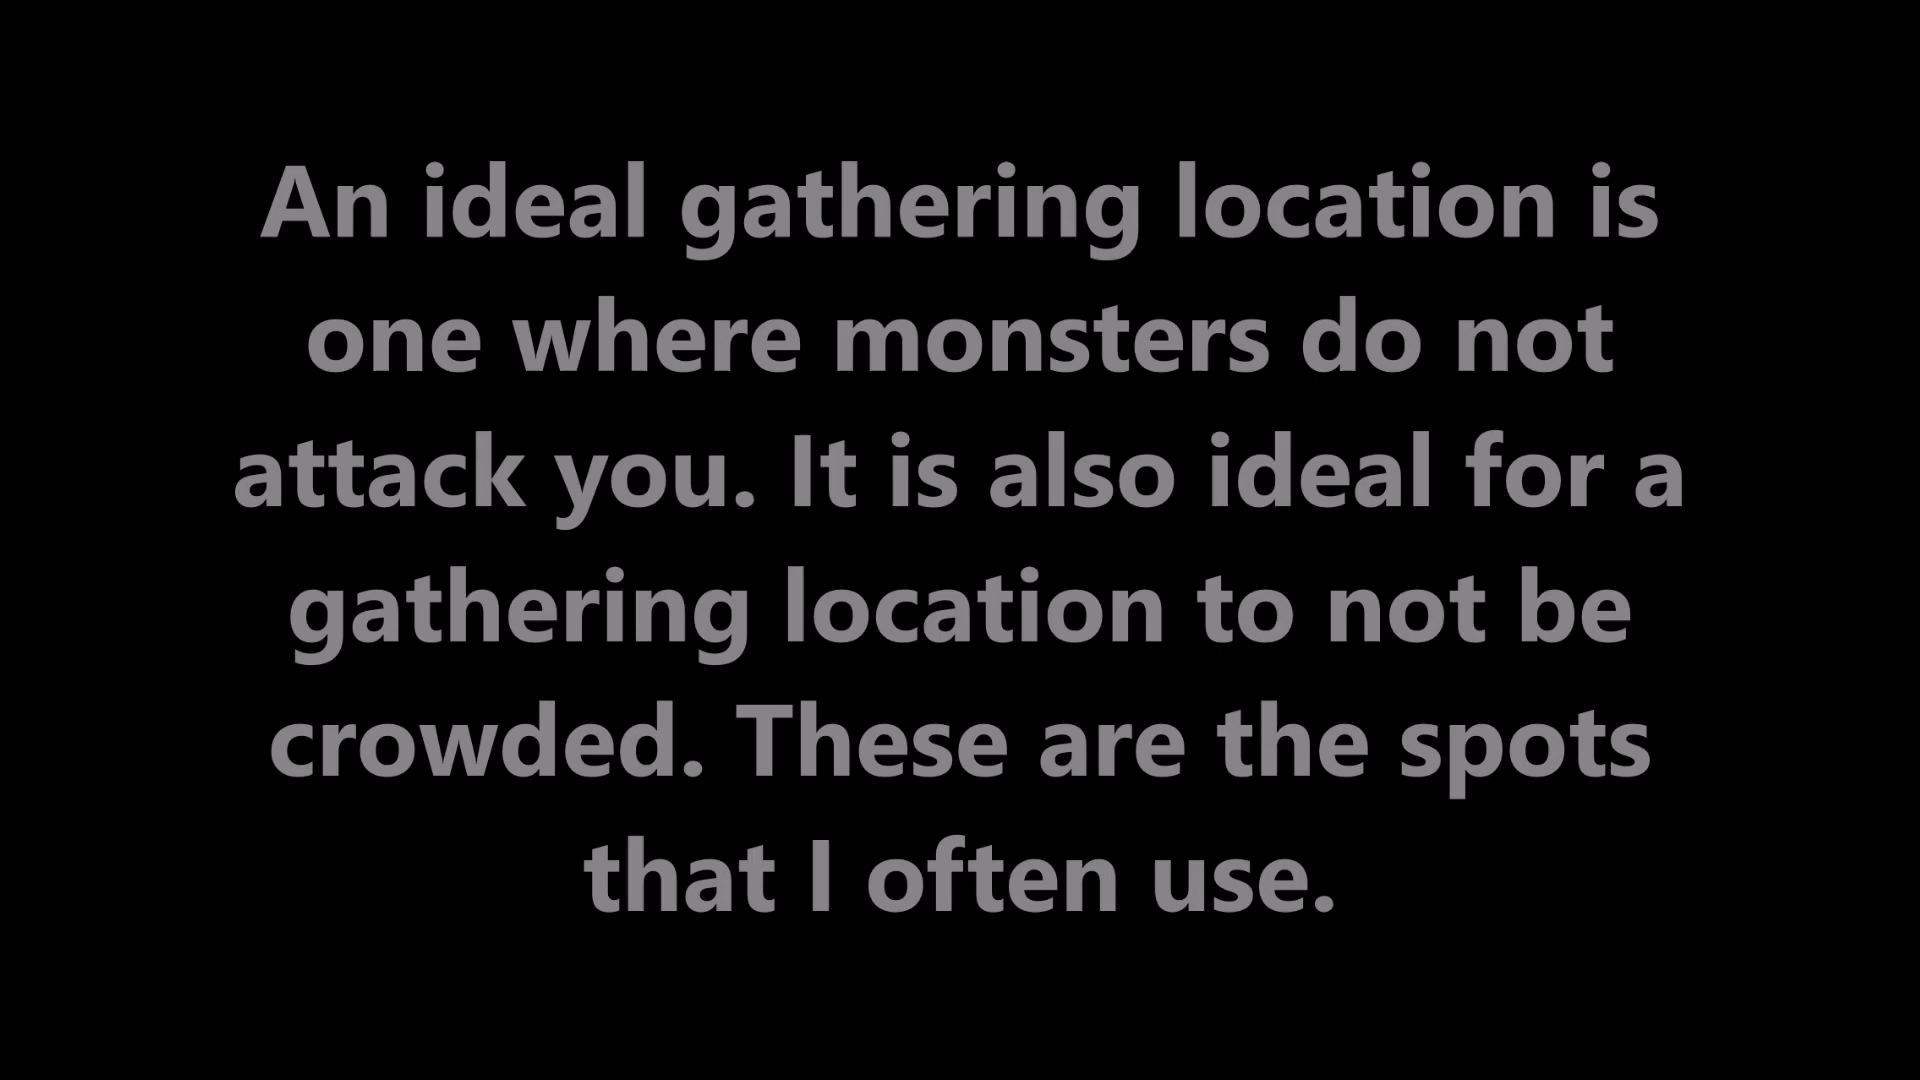 An ideal gathering location is
one where monsters do not
attack you. It is also ideal for a
gathering location to not be
crowded. These are the spots
that I often use.